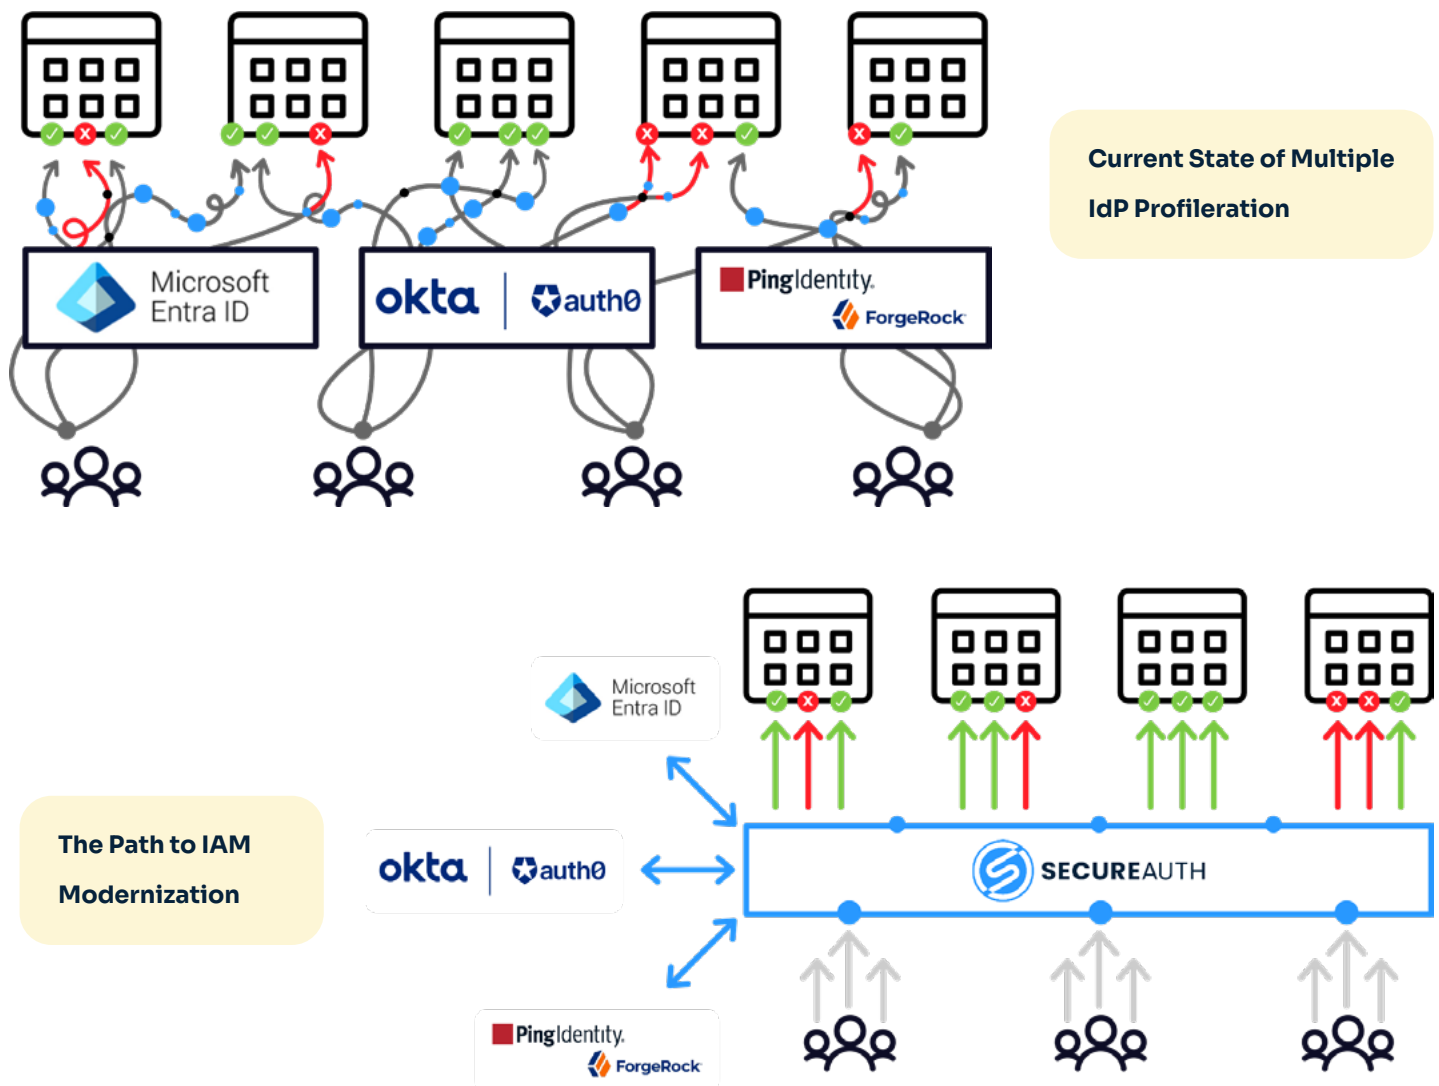 Current State of Multiple
IdP Profileration
Microsoft
Entra ID
okta
auth0
PingIdentity.
ForgeRock
Microsoft
Entra ID
The Path to IAM
Modernization
okta
auth0
SECUREAUTH
PingIdentity.
ForgeRock